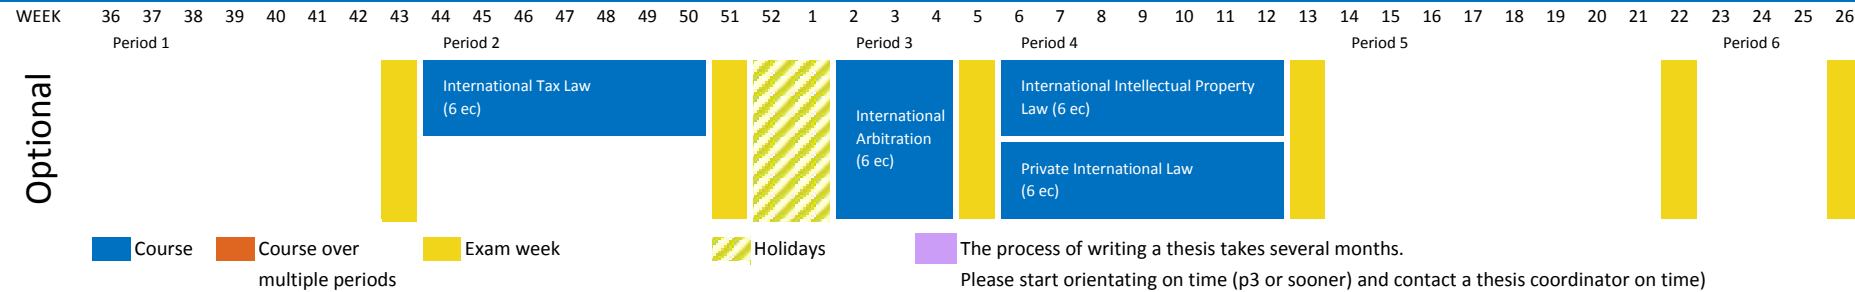 WEEK 36 37 38 39 40 41 42 43 44 45 46 47 48 49 50 51 52 1 2 3 4 5 6 7 8 9 10 11 12 13 14 15 16 17 18 19 20 21 22 23 24 25 26
Period 1 Period 2 Period 3 Period 4 Period 5 Period 6
Optional
International Tax Law
(6 ec)
International
Arbitration
(6 ec)
International Intellectual Property
Law (6 ec)
Private International Law
(6 ec)
Course
Course over
multiple periods
Exam week
Holidays
The process of writing a thesis takes several months.
Please start orientating on time (p3 or sooner) and contact a thesis coordinator on time)